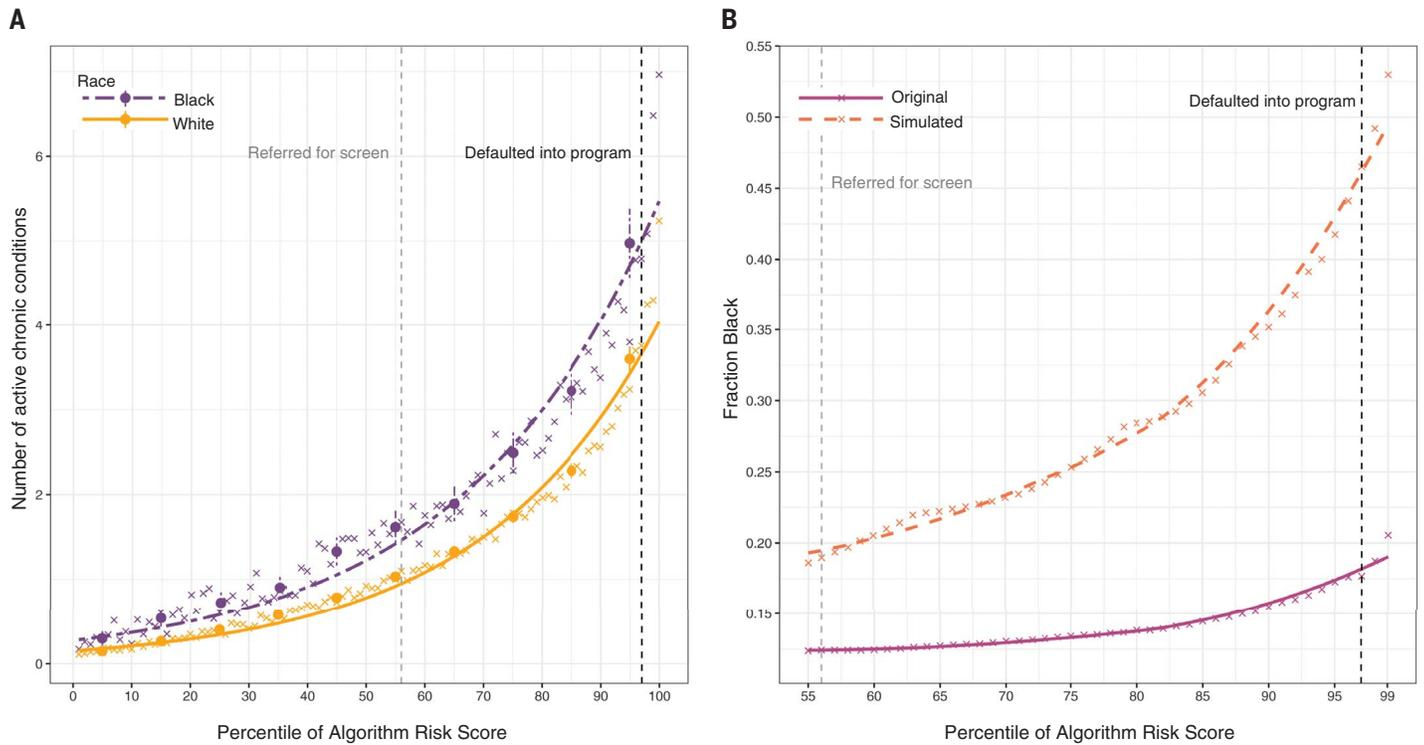 A
Race
Black
White
Referred for screen
Defaulted into program
Number of active chronic conditions
6
4
2
0
0 10 20 30 40 50 60 70 80 90 100
Percentile of Algorithm Risk Score
B
Original
Simulated
Defaulted into program
Referred for screen
Fraction Black
0.55
0.50
0.45
0.40
0.35
0.30
0.25
0.20
0.15
55 60 65 70 75 80 85 90 95 99
Percentile of Algorithm Risk Score